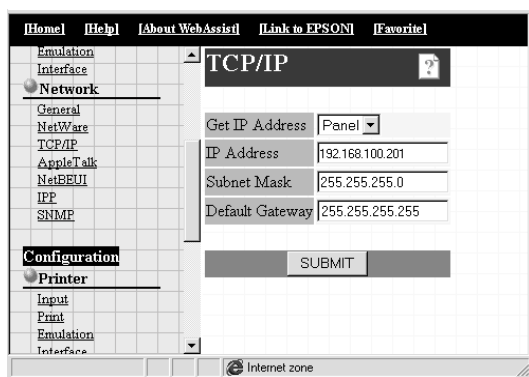 [Home] [Help] [About WebAssist] [Link to EPSON] [Favorite]
Emulation
Interface
Network
General
NetWare
TCP/IP
AppleTalk
NetBEUI
IPP
SNMP
Configuration
Printer
Input
Print
Emulation
Interface
TCP/IP ?
Get IP Address Panel
IP Address 192.168.100.201
Subnet Mask 255.255.255.0
Default Gateway 255.255.255.255
SUBMIT
Internet zone